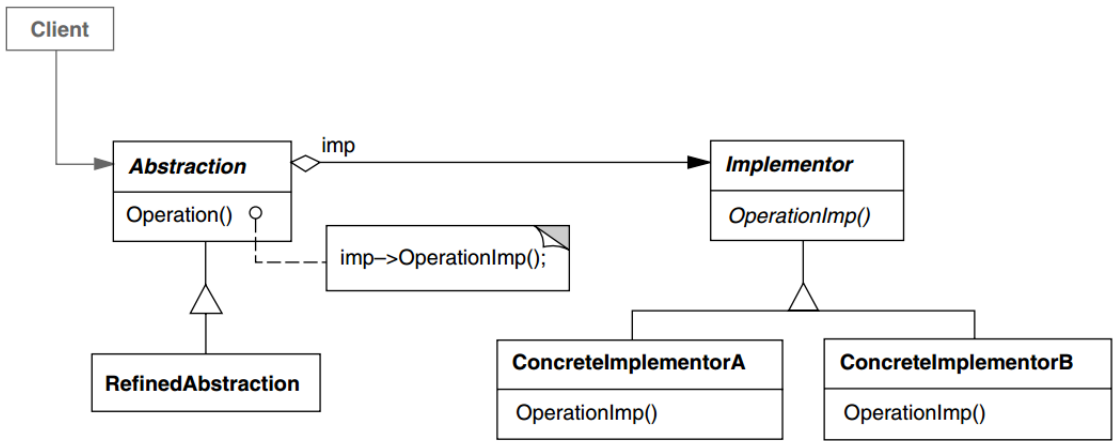 Client
imp
Abstraction
Implementor
Operation()
OperationImp()
imp–>OperationImp();
RefinedAbstraction
ConcreteImplementorA
ConcreteImplementorB
OperationImp()
OperationImp()